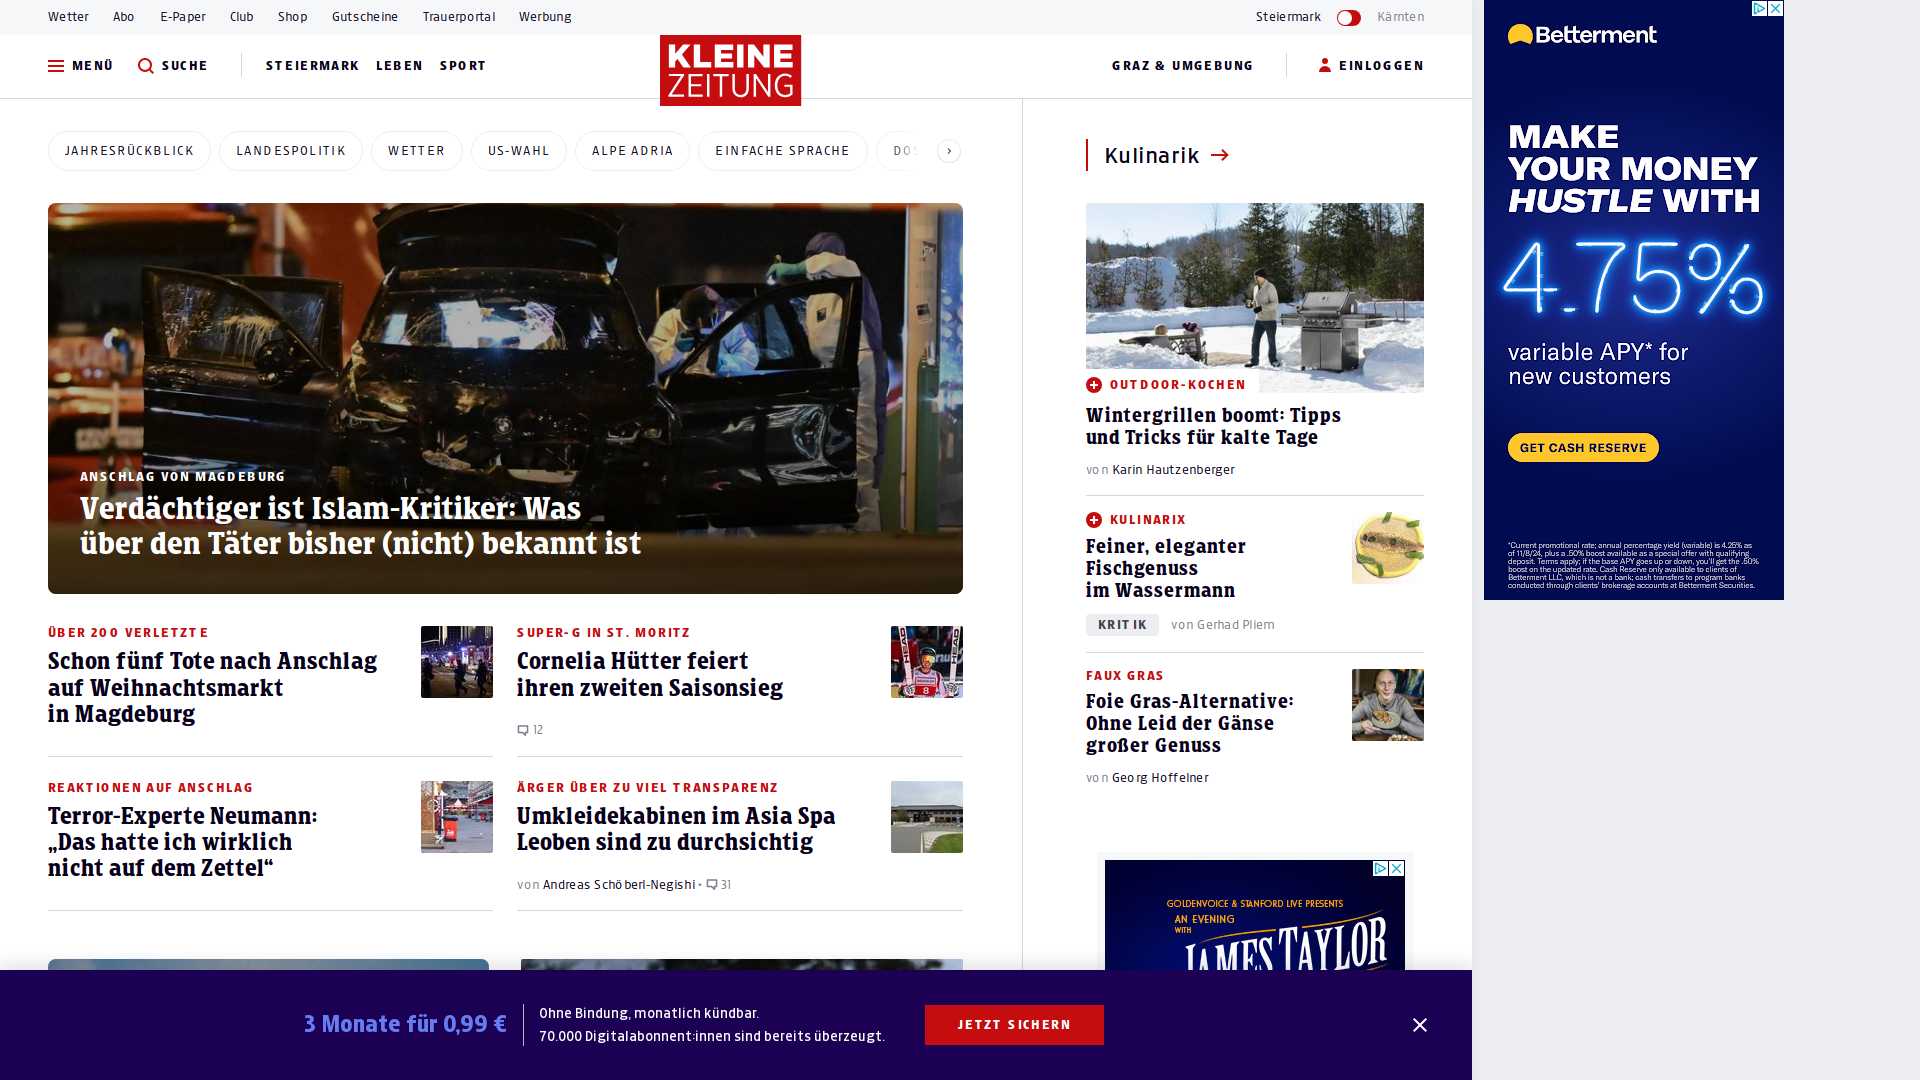 Wetter Abo E-Paper Club Shop Gutscheine Trauerportal Werbung Steiermark Kärnten
MENÜ SUCHE STEIERMARK LEBEN SPORT
KLEINE
ZEITUNG
GRAZ & UMGEBUNG EINLOGGEN
JAHRESRÜCKBLICK LANDESPOLITIK WETTER US-WAHL ALPE ADRIA EINFACHE SPRACHE DOS
ANSCHLAG VON MAGDEBURG
Verdächtiger ist Islam-Kritiker: Was
über den Täter bisher (nicht) bekannt ist
ÜBER 200 VERLETZTE
Schon fünf Tote nach Anschlag
auf Weihnachtsmarkt
in Magdeburg
SUPER-G IN ST. MORITZ
Cornelia Hütter feiert
ihren zweiten Saisonsieg
12
REAKTIONEN AUF ANSCHLAG
Terror-Experte Neumann:
„Das hatte ich wirklich
nicht auf dem Zettel“
ÄRGER ÜBER ZU VIEL TRANSPARENZ
Umkleidekabinen im Asia Spa
Leoben sind zu durchsichtig
von Andreas Schöberl-Negishi • 31
Kulinarik
OUTDOOR-KOCHEN
Wintergrillen boomt: Tipps
und Tricks für kalte Tage
von Karin Hautzenberger
KULINARIX
Feiner, eleganter
Fischgenuss
im Wassermann
KRITIK von Gerhad Pliem
FAUX GRAS
Foie Gras-Alternative:
Ohne Leid der Gänse
großer Genuss
von Georg Hoffelner
GOLDENVOICE & STANFORD LIVE PRESENTS
AN EVENING
WITH
JAMES TAYLOR
Betterment
MAKE
YOUR MONEY
HUSTLE WITH
4.75%
variable APY* for
new customers
GET CASH RESERVE
*Current promotional rate; annual percentage yield (variable) is 4.25% as
of 11/8/24, plus a .50% boost available as a special offer with qualifying
deposit. Terms apply; if the base APY goes up or down, you'll get the .50%
boost on the updated rate. Cash Reserve only available to clients of
Betterment LLC, which is not a bank; cash transfers to program banks
conducted through clients' brokerage accounts at Betterment Securities.
3 Monate für 0,99 €
Ohne Bindung, monatlich kündbar.
70.000 Digitalabonnent:innen sind bereits überzeugt.
JETZT SICHERN